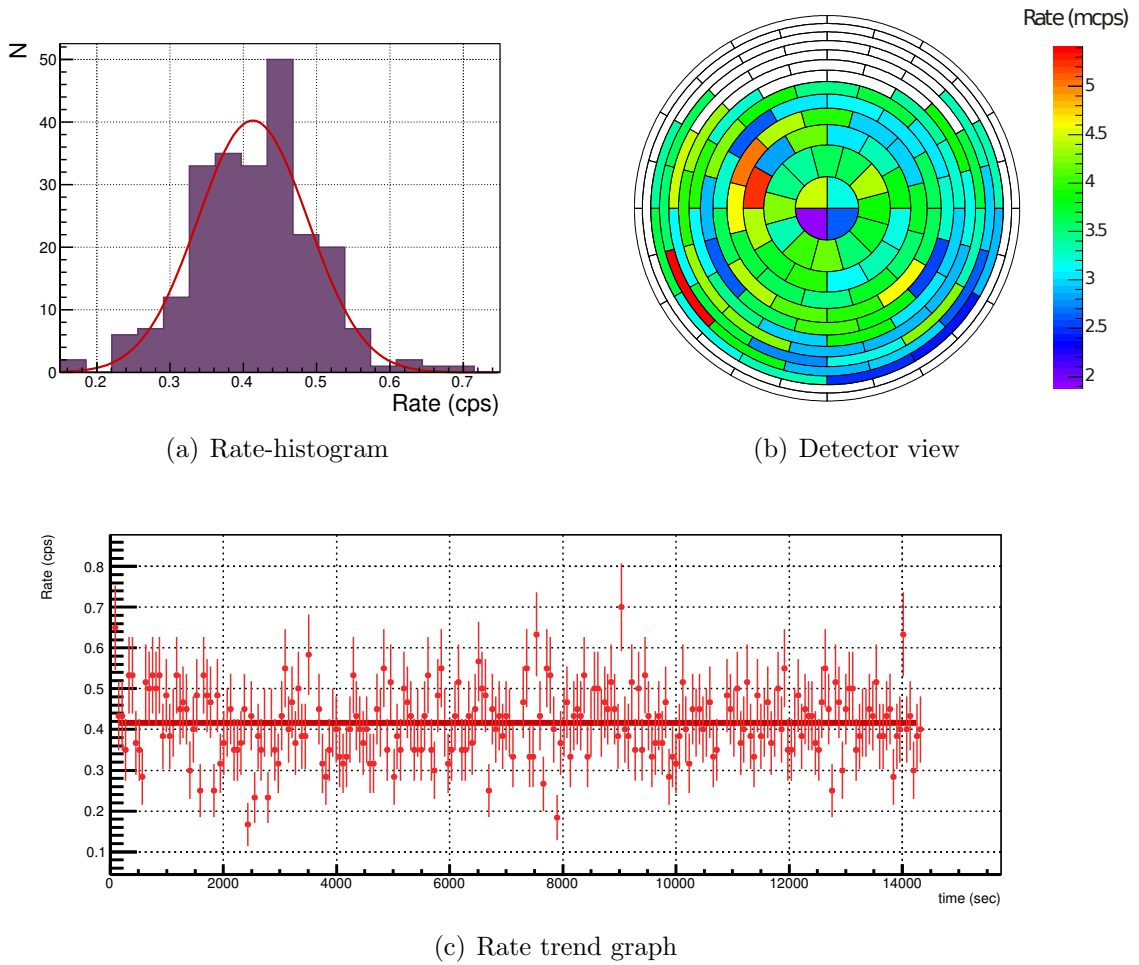 N
50
40
30
20
10
0
0.2 0.3 0.4 0.5 0.6 0.7
Rate (cps)
(a) Rate-histogram
Rate (mcps)
5
4.5
4
3.5
3
2.5
2
(b) Detector view
Rate (cps)
0.8
0.7
0.6
0.5
0.4
0.3
0.2
0.1
0 2000 4000 6000 8000 10000 12000 14000
time (sec)
(c) Rate trend graph